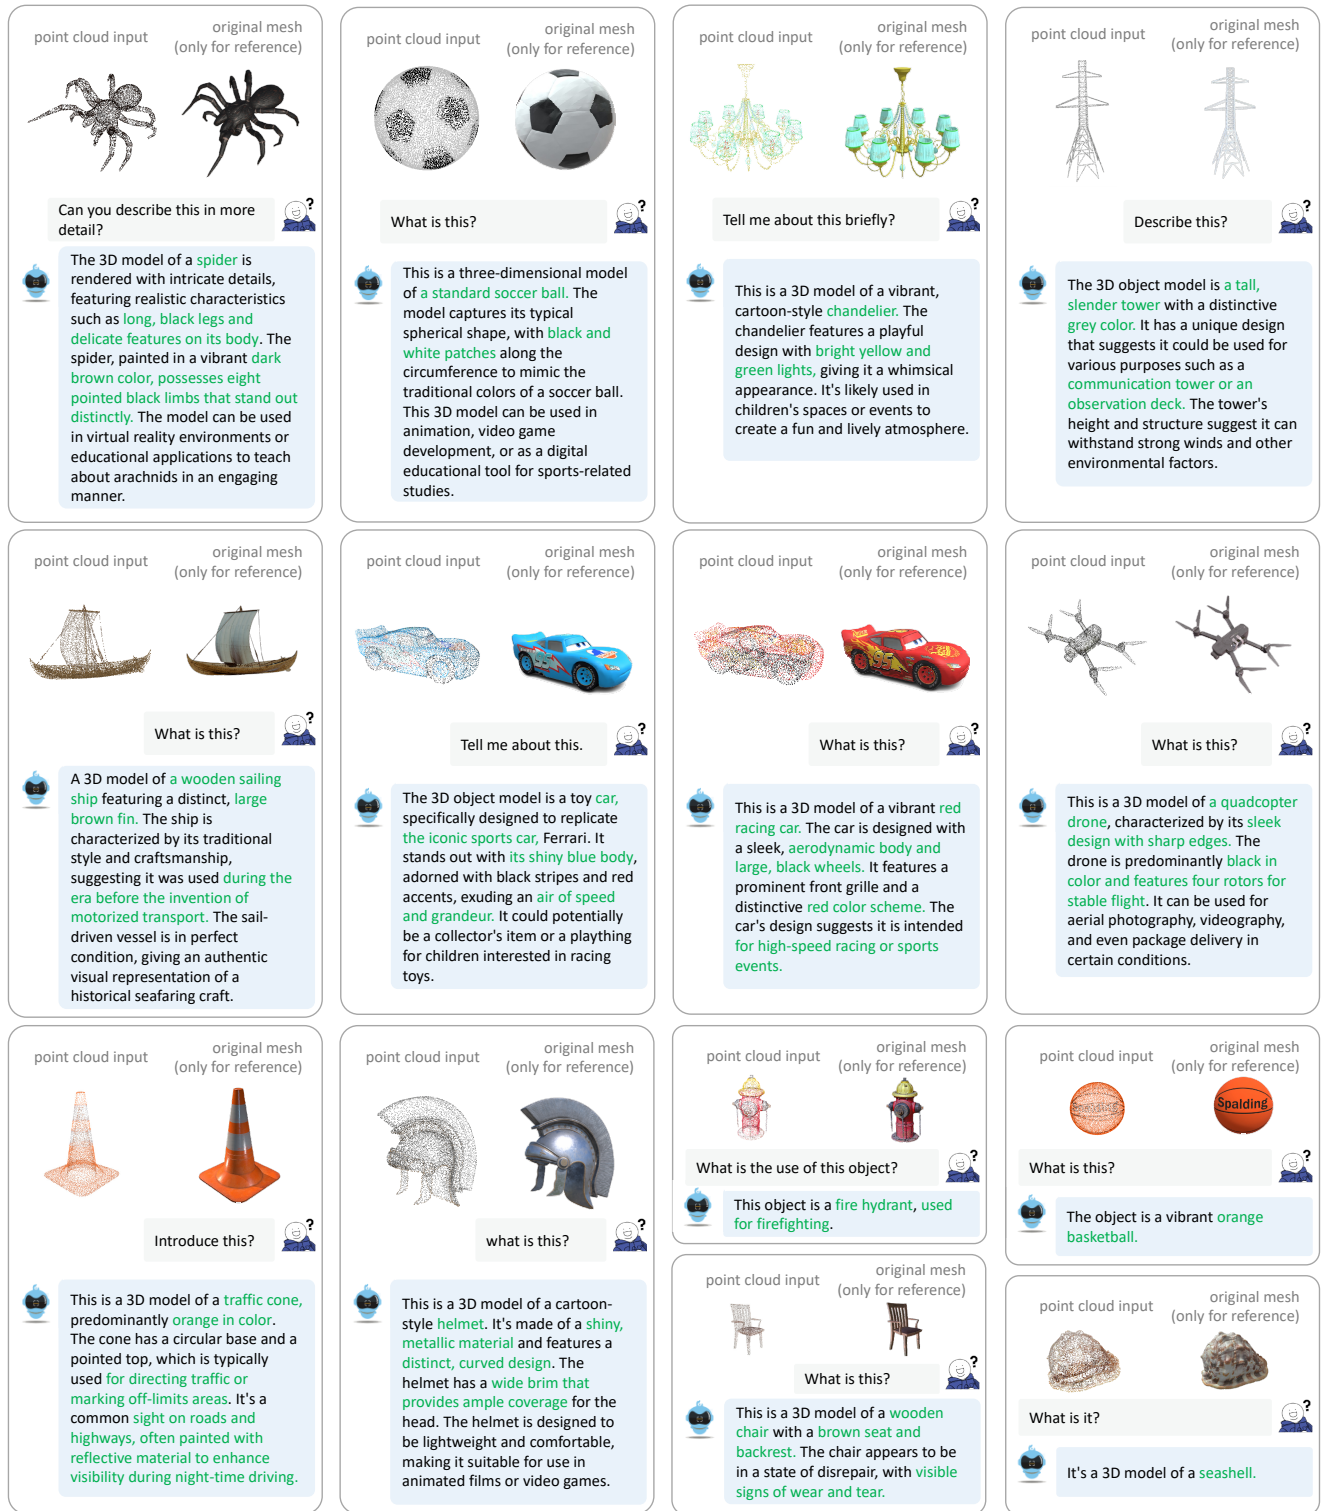 point cloud input
original mesh
(only for reference)
?
Can you describe this in more
detail?
The 3D model of a spider is
rendered with intricate details,
featuring realistic characteristics
such as long, black legs and
delicate features on its body. The
spider, painted in a vibrant dark
brown color, possesses eight
pointed black limbs that stand out
distinctly. The model can be used
in virtual reality environments or
educational applications to teach
about arachnids in an engaging
manner.
point cloud input
original mesh
(only for reference)
?
What is this?
This is a three-dimensional model
of a standard soccer ball. The
model captures its typical
spherical shape, with black and
white patches along the
circumference to mimic the
traditional colors of a soccer ball.
This 3D model can be used in
animation, video game
development, or as a digital
educational tool for sports-related
studies.
point cloud input
original mesh
(only for reference)
?
Tell me about this briefly?
This is a 3D model of a vibrant,
cartoon-style chandelier. The
chandelier features a playful
design with bright yellow and
green lights, giving it a whimsical
appearance. It's likely used in
children's spaces or events to
create a fun and lively atmosphere.
point cloud input
original mesh
(only for reference)
?
Describe this?
The 3D object model is a tall,
slender tower with a distinctive
grey color. It has a unique design
that suggests it could be used for
various purposes such as a
communication tower or an
observation deck. The tower's
height and structure suggest it can
withstand strong winds and other
environmental factors.
point cloud input
original mesh
(only for reference)
?
What is this?
A 3D model of a wooden sailing
ship featuring a distinct, large
brown fin. The ship is
characterized by its traditional
style and craftsmanship,
suggesting it was used during the
era before the invention of
motorized transport. The sail-
driven vessel is in perfect
condition, giving an authentic
visual representation of a
historical seafaring craft.
point cloud input
original mesh
(only for reference)
?
Tell me about this.
The 3D object model is a toy car,
specifically designed to replicate
the iconic sports car, Ferrari. It
stands out with its shiny blue body,
adorned with black stripes and red
accents, exuding an air of speed
and grandeur. It could potentially
be a collector's item or a plaything
for children interested in racing
toys.
point cloud input
original mesh
(only for reference)
95
?
What is this?
This is a 3D model of a vibrant red
racing car. The car is designed with
a sleek, aerodynamic body and
large, black wheels. It features a
prominent front grille and a
distinctive red color scheme. The
car's design suggests it is intended
for high-speed racing or sports
events.
point cloud input
original mesh
(only for reference)
?
What is this?
This is a 3D model of a quadcopter
drone, characterized by its sleek
design with sharp edges. The
drone is predominantly black in
color and features four rotors for
stable flight. It can be used for
aerial photography, videography,
and even package delivery in
certain conditions.
point cloud input
original mesh
(only for reference)
?
Introduce this?
This is a 3D model of a traffic cone,
predominantly orange in color.
The cone has a circular base and a
pointed top, which is typically
used for directing traffic or
marking off-limits areas. It's a
common sight on roads and
highways, often painted with
reflective material to enhance
visibility during night-time driving.
point cloud input
original mesh
(only for reference)
?
what is this?
This is a 3D model of a cartoon-
style helmet. It's made of a shiny,
metallic material and features a
distinct, curved design. The
helmet has a wide brim that
provides ample coverage for the
head. The helmet is designed to
be lightweight and comfortable,
making it suitable for use in
animated films or video games.
point cloud input
original mesh
(only for reference)
?
What is the use of this object?
This object is a fire hydrant, used
for firefighting.
point cloud input
original mesh
(only for reference)
?
What is this?
This is a 3D model of a wooden
chair with a brown seat and
backrest. The chair appears to be
in a state of disrepair, with visible
signs of wear and tear.
point cloud input
original mesh
(only for reference)
Spalding
?
What is this?
The object is a vibrant orange
basketball.
point cloud input
original mesh
(only for reference)
?
What is it?
It's a 3D model of a seashell.